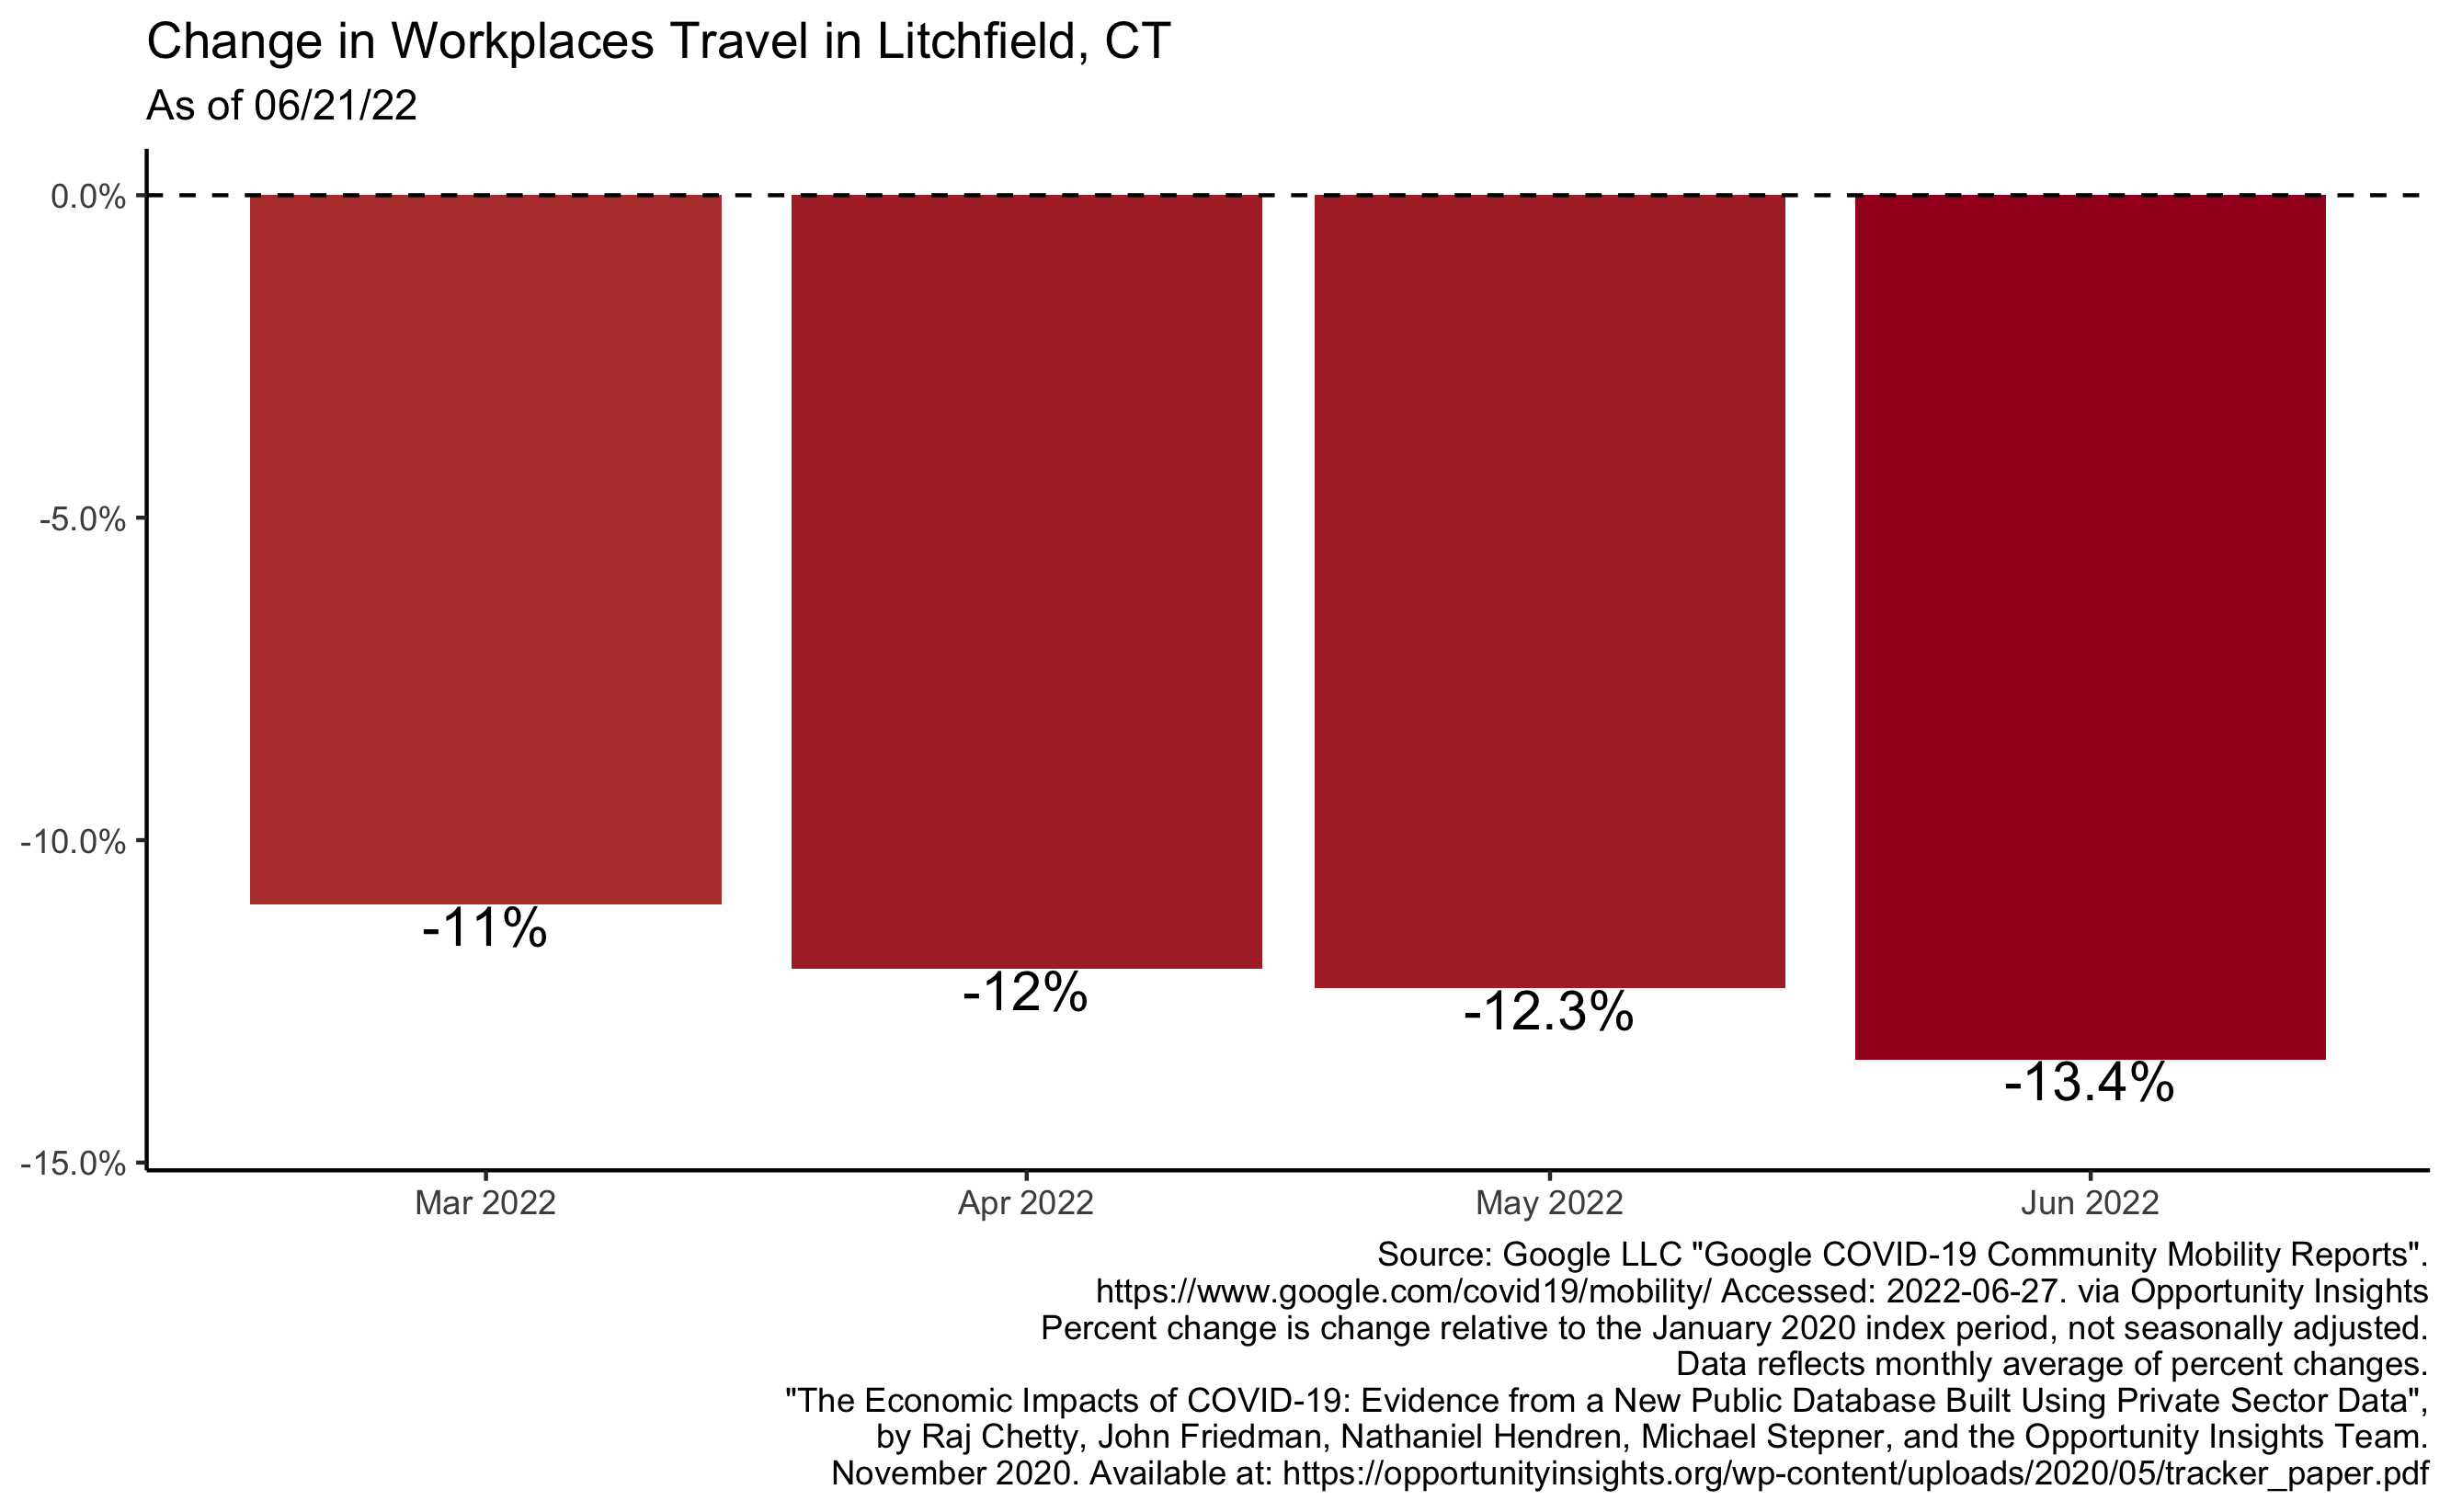 Change in Workplaces Travel in Litchfield, CT
As of 06/21/22
0.0%
-5.0%
-10.0%
-15.0%
-11%
-12%
-12.3%
-13.4%
Mar 2022
Apr 2022
May 2022
Jun 2022
Source: Google LLC "Google COVID-19 Community Mobility Reports".
https://www.google.com/covid19/mobility/ Accessed: 2022-06-27. via Opportunity Insights
Percent change is change relative to the January 2020 index period, not seasonally adjusted.
Data reflects monthly average of percent changes.
"The Economic Impacts of COVID-19: Evidence from a New Public Database Built Using Private Sector Data",
by Raj Chetty, John Friedman, Nathaniel Hendren, Michael Stepner, and the Opportunity Insights Team.
November 2020. Available at: https://opportunityinsights.org/wp-content/uploads/2020/05/tracker_paper.pdf